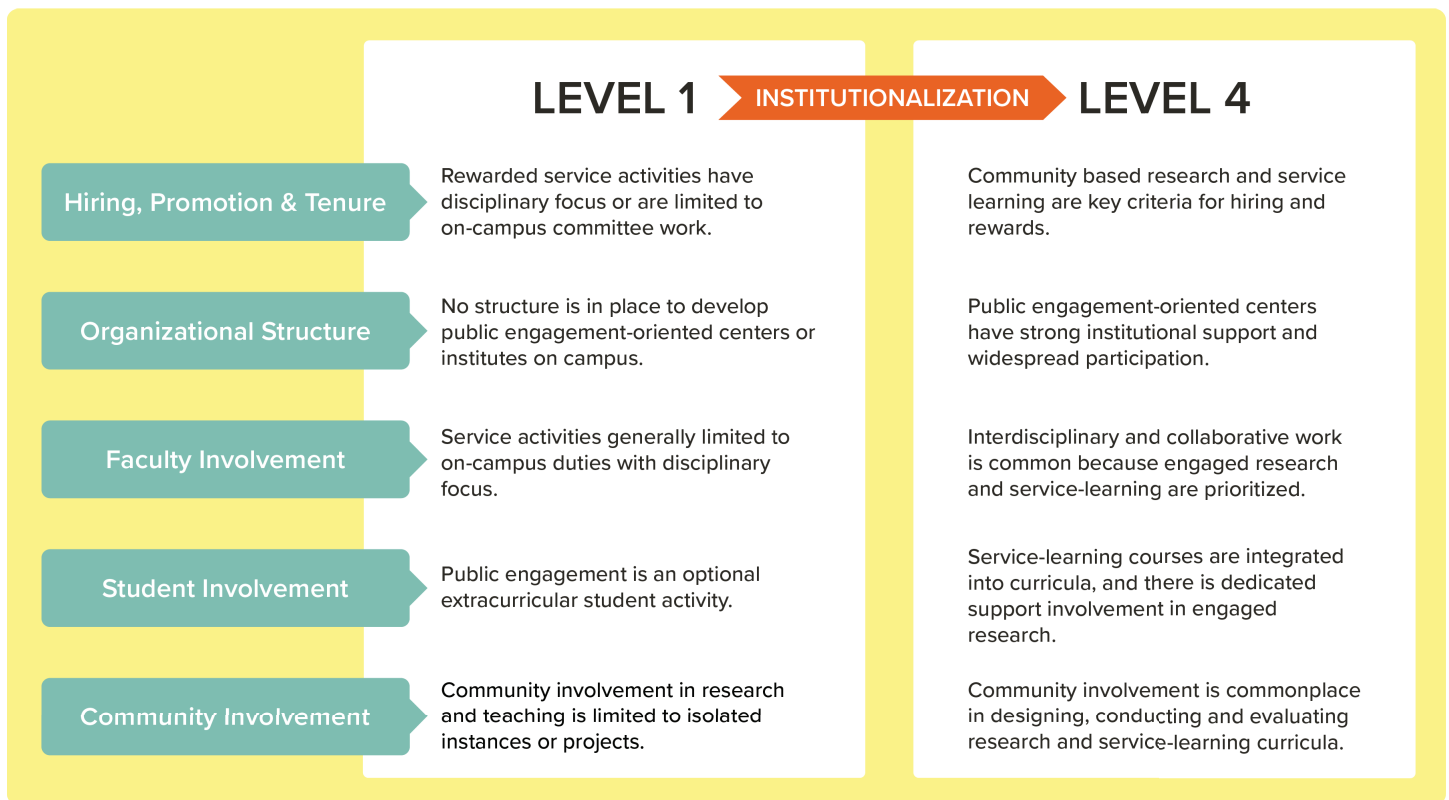 LEVEL 1
INSTITUTIONALIZATION
LEVEL 4
Hiring, Promotion & Tenure
Rewarded service activities have
disciplinary focus or are limited to
on-campus committee work.
Community based research and service
learning are key criteria for hiring and
rewards.
Organizational Structure
No structure is in place to develop
public engagement-oriented centers or
institutes on campus.
Public engagement-oriented centers
have strong institutional support and
widespread participation.
Faculty Involvement
Service activities generally limited to
on-campus duties with disciplinary
focus.
Interdisciplinary and collaborative work
is common because engaged research
and service-learning are prioritized.
Student Involvement
Public engagement is an optional
extracurricular student activity.
Service-learning courses are integrated
into curricula, and there is dedicated
support involvement in engaged
research.
Community Involvement
Community involvement in research
and teaching is limited to isolated
instances or projects.
Community involvement is commonplace
in designing, conducting and evaluating
research and service-learning curricula.